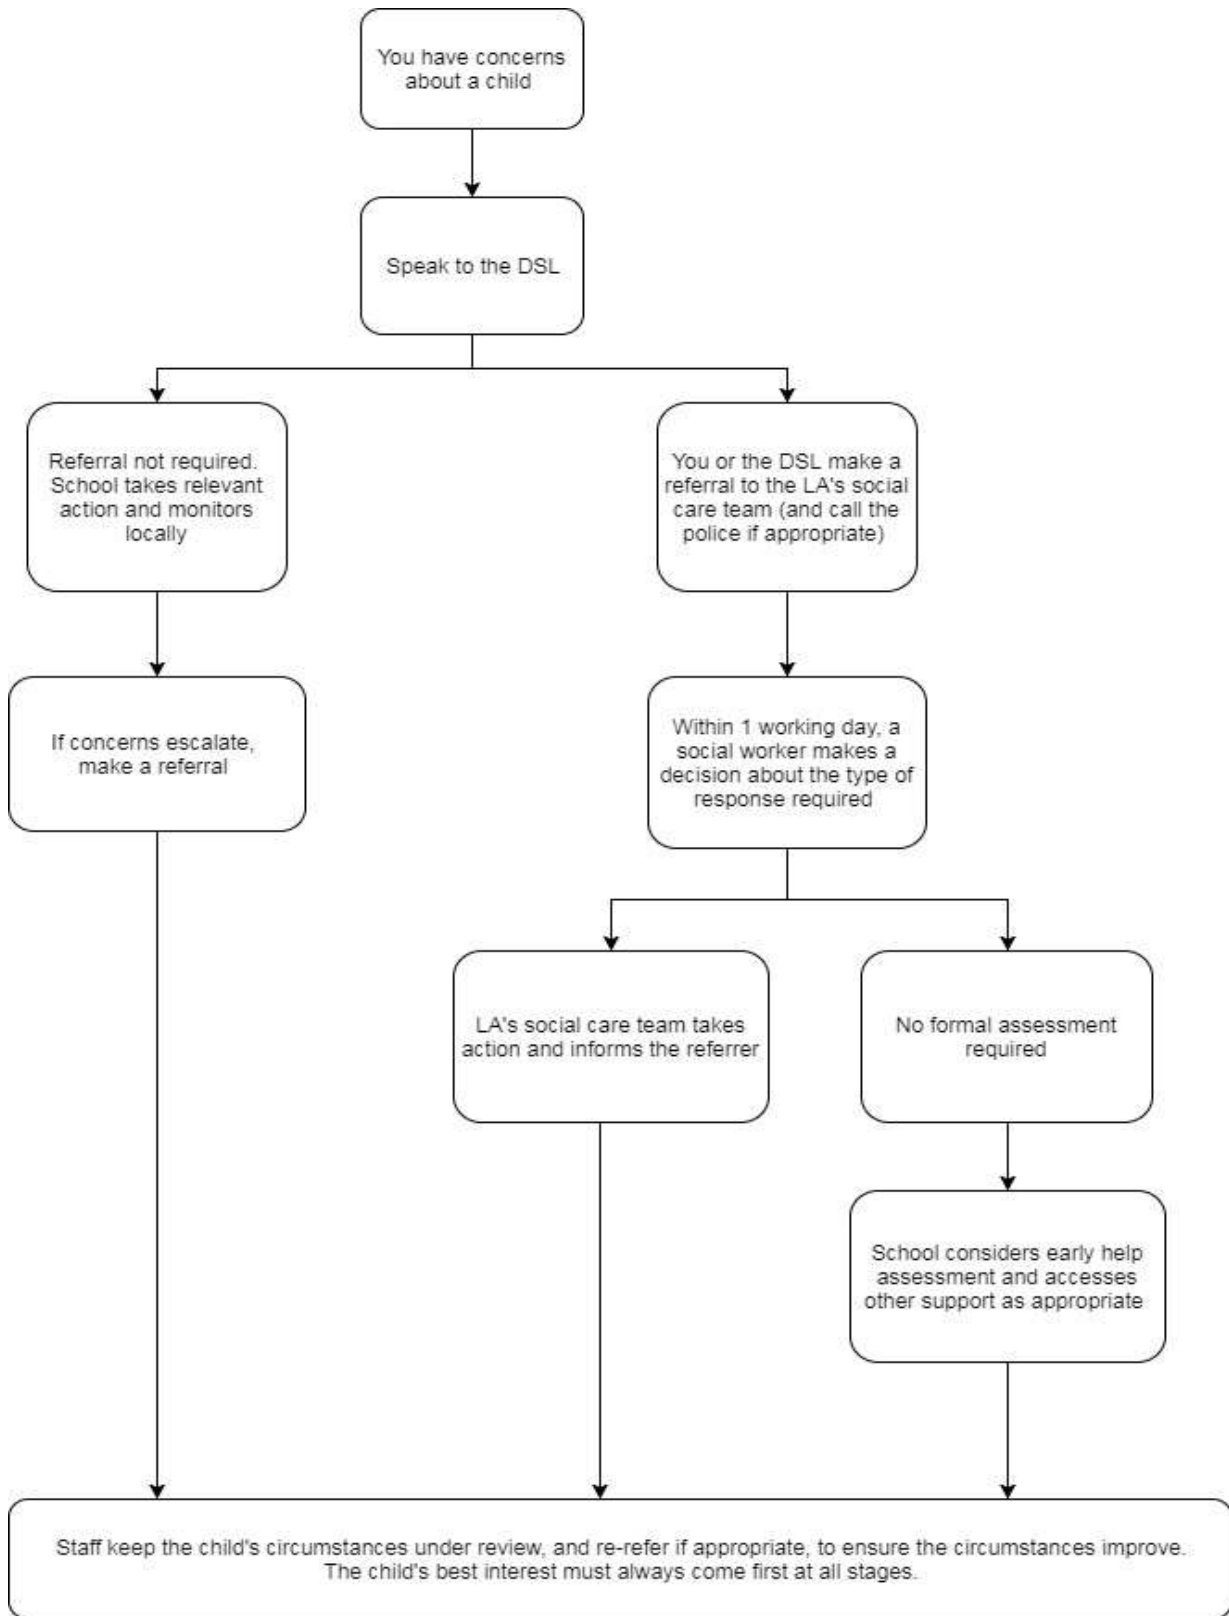 You have concerns
about a child
Speak to the DSL
Referral not required.
School takes relevant
action and monitors
locally
You or the DSL make a
referral to the LA's social
care team (and call the
police if appropriate)
If concerns escalate,
make a referral
Within 1 working day, a
social worker makes a
decision about the type of
response required
LA's social care team takes
action and informs the referrer
No formal assessment
required
School considers early help
assessment and accesses
other support as appropriate
Staff keep the child's circumstances under review, and re-refer if appropriate, to ensure the circumstances improve.
The child's best interest must always come first at all stages.